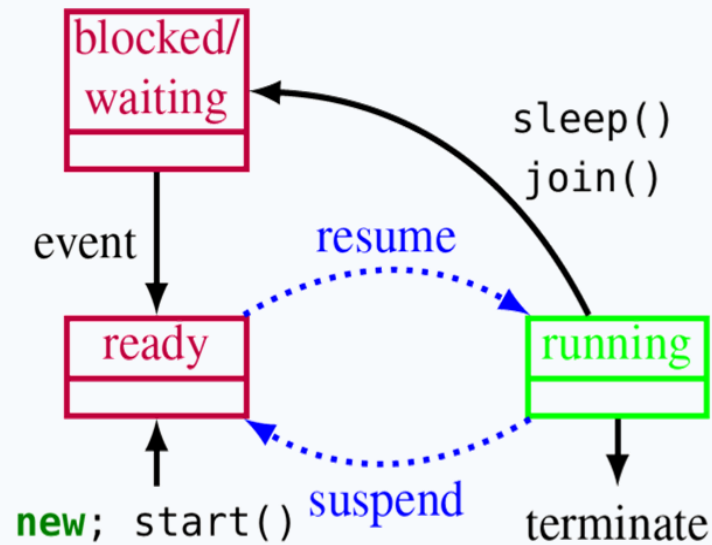 blocked/
waiting
sleep()
join()
event
resume
ready
running
suspend
new; start()
terminate